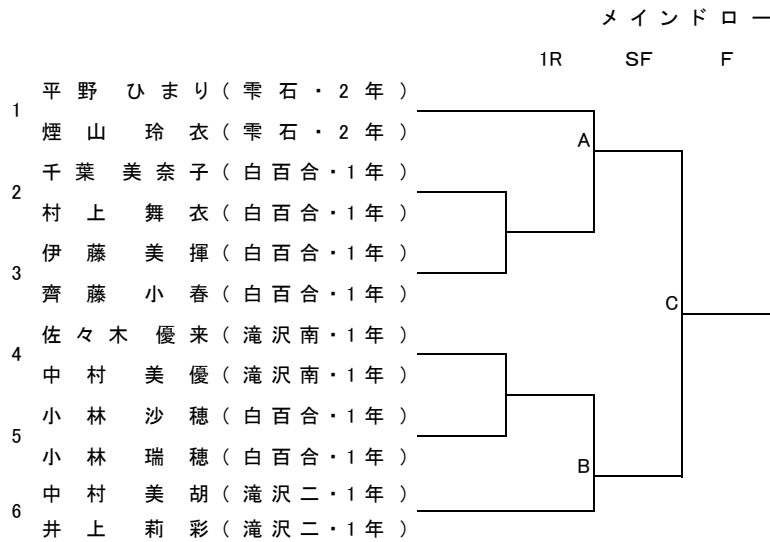 メインドロー
1R SF F
平野 ひまり(雫石・2年)
1
煙山 玲衣(雫石・2年)
A
千葉 美奈子(白百合・1年)
2
村上 舞衣(白百合・1年)
伊藤 美揮(白百合・1年)
3
齊藤 小春(白百合・1年)
C
佐々木 優来(滝沢南・1年)
4
中村 美優(滝沢南・1年)
小林 沙穂(白百合・1年)
5
小林 瑞穂(白百合・1年)
B
中村 美胡(滝沢二・1年)
6
井上 莉彩(滝沢二・1年)